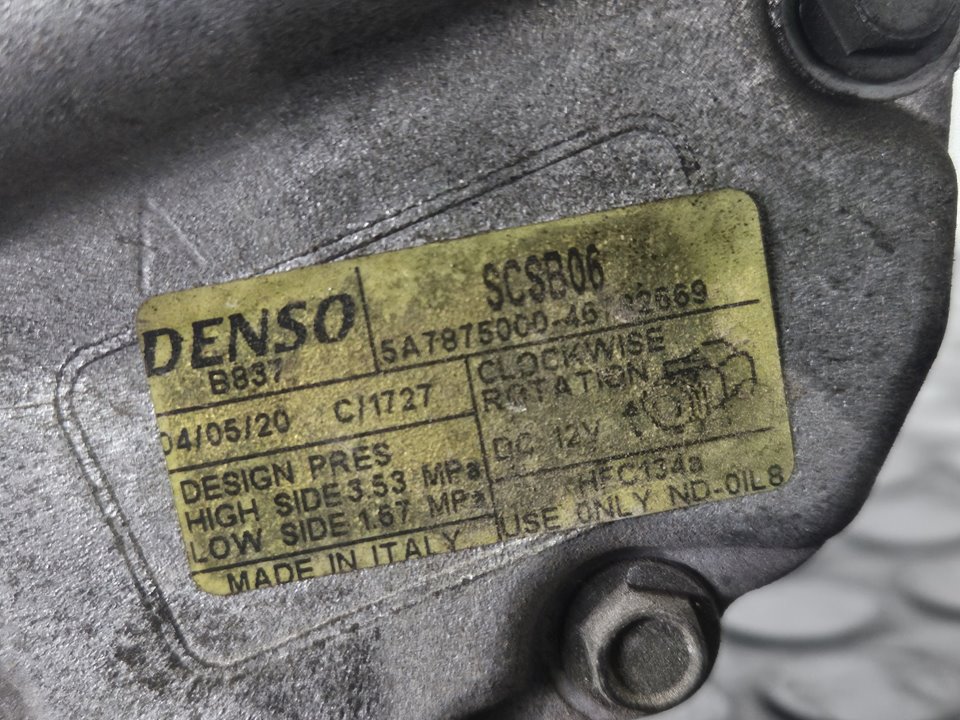 DENSO
B837
SCSB06
5A7875000-46
04/05/20 C/1727
CLOCKWISE
ROTATION
DC 12V
DESIGN PRES
HIGH SIDE 3.53 MPa
LOW SIDE 1.67 MPa
HFC134a
USE ONLY ND-OIL8
MADE IN ITALY